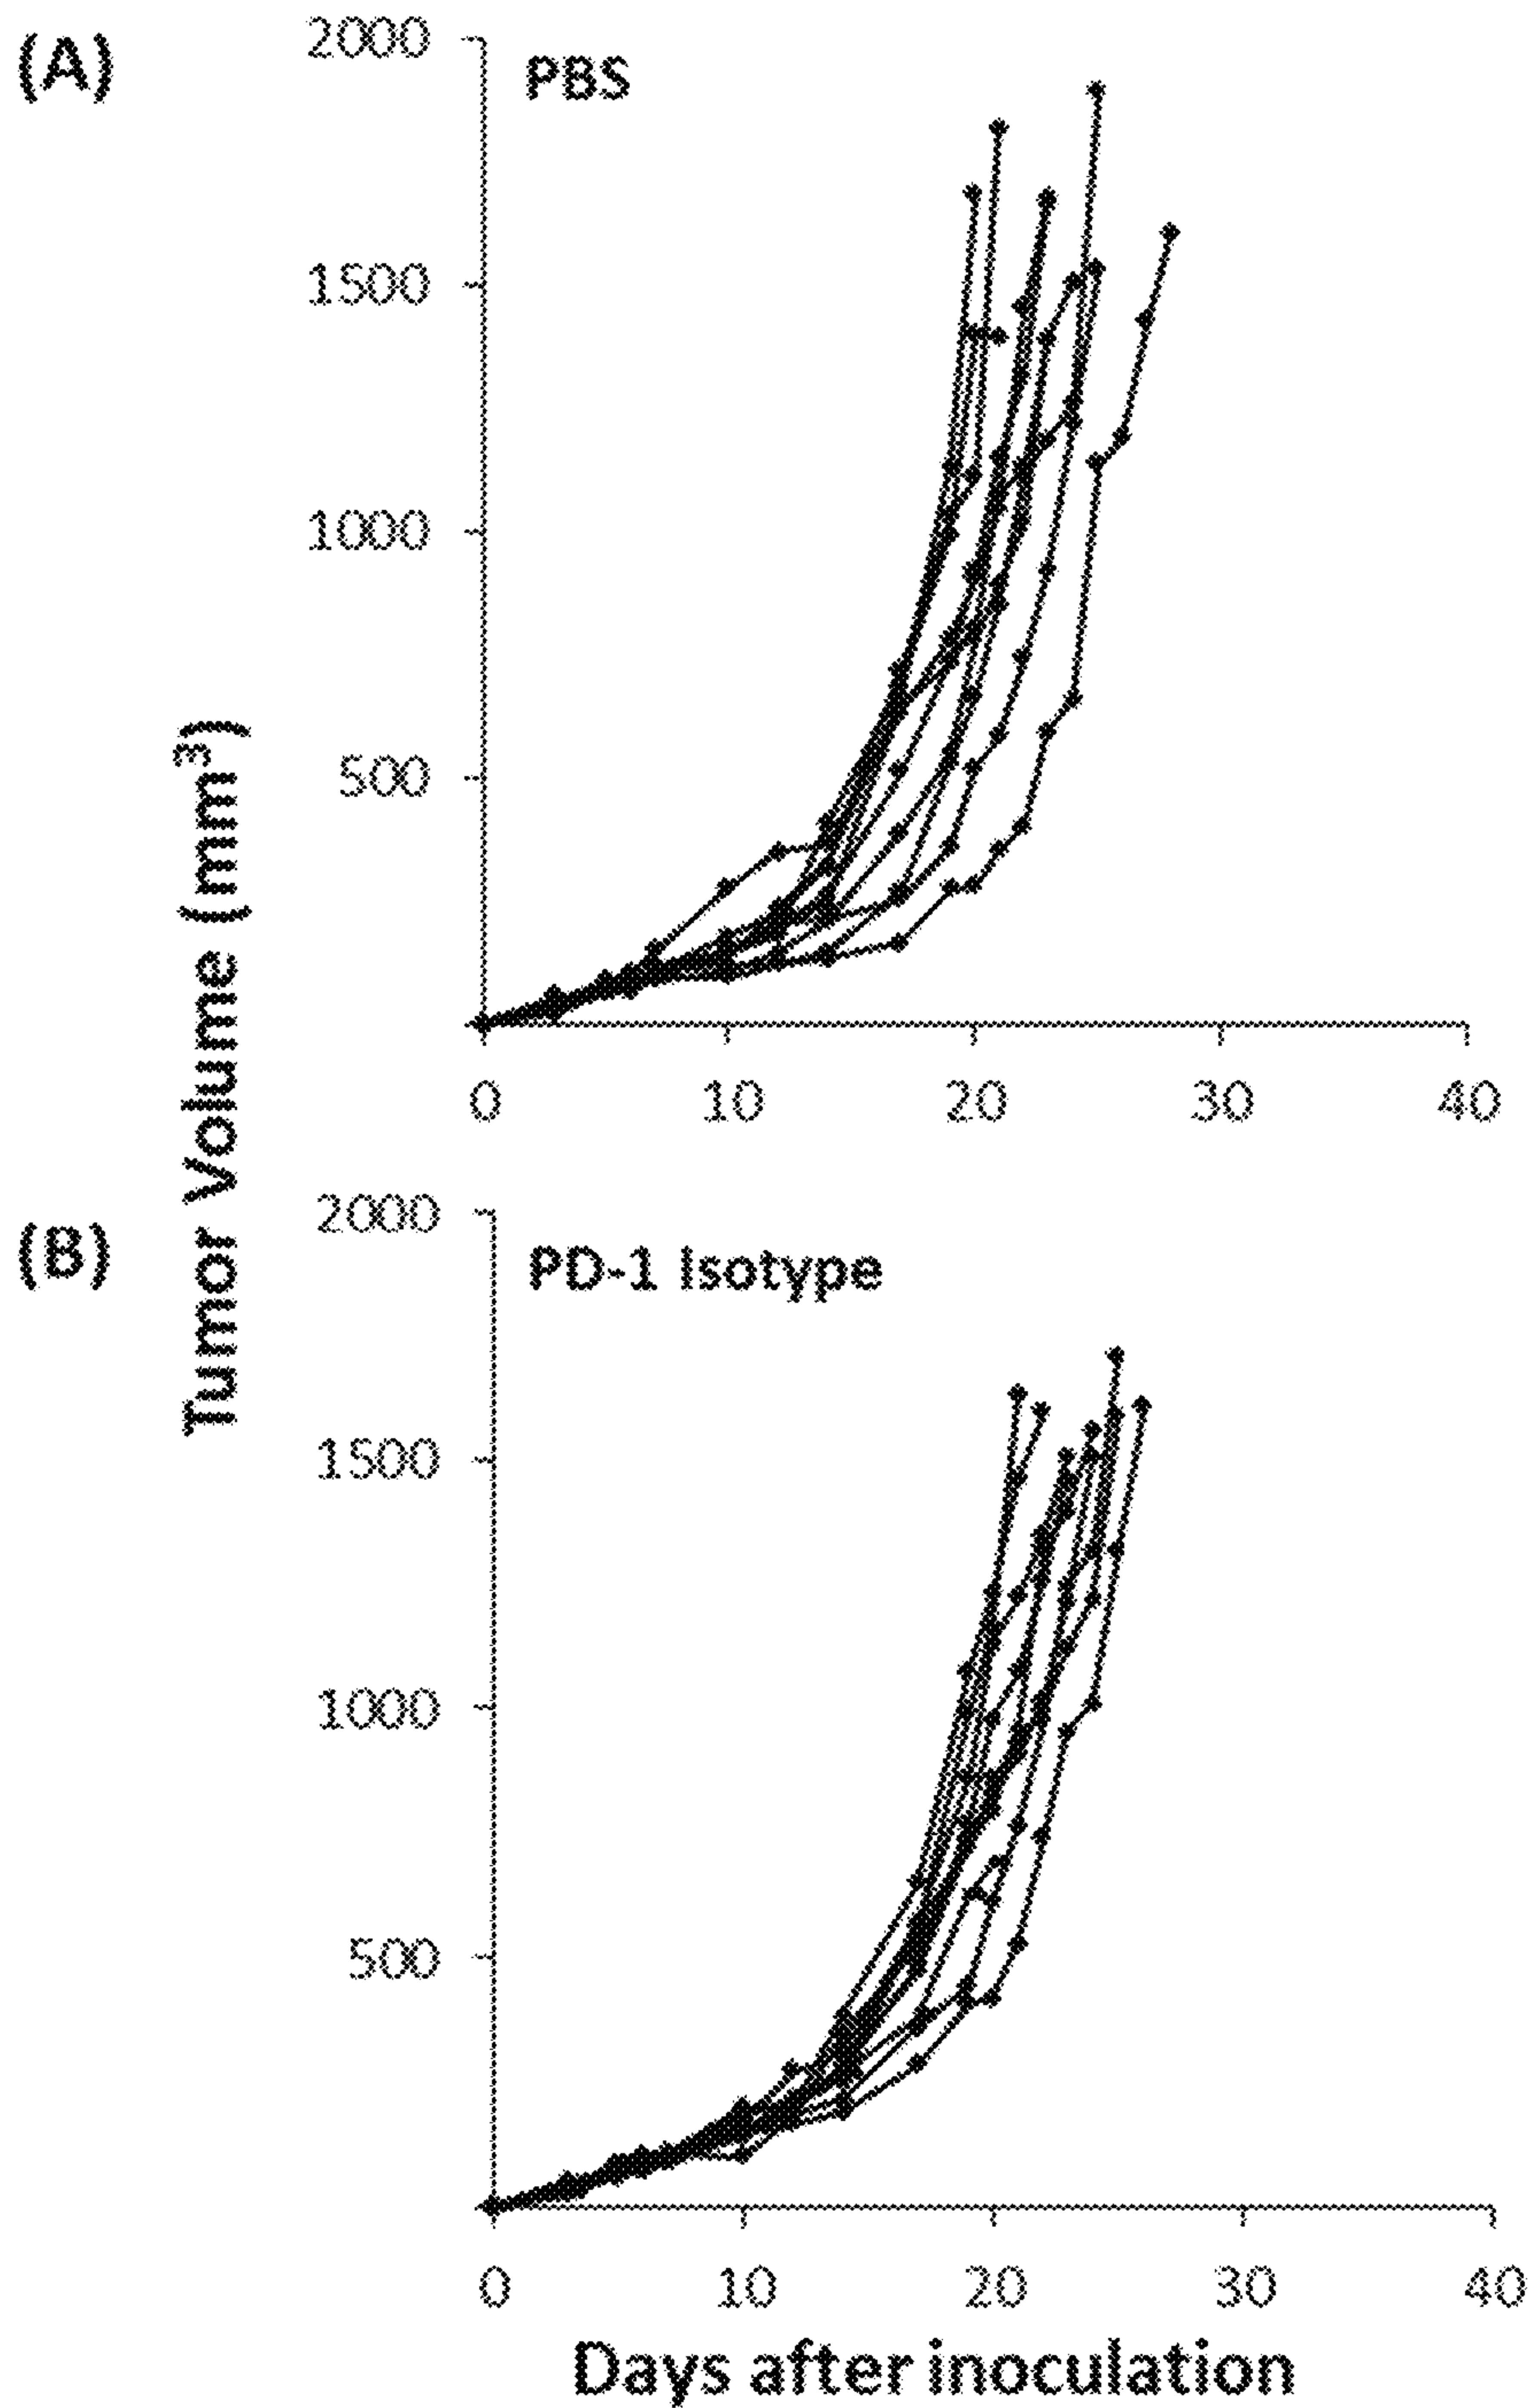 (A)
PBS
2000
1500
1000
500
0 10 20 30 40
Tumor Volume (mm³)
(B)
PD-1 Isotype
2000
1500
1000
500
0 10 20 30 40
Days after inoculation